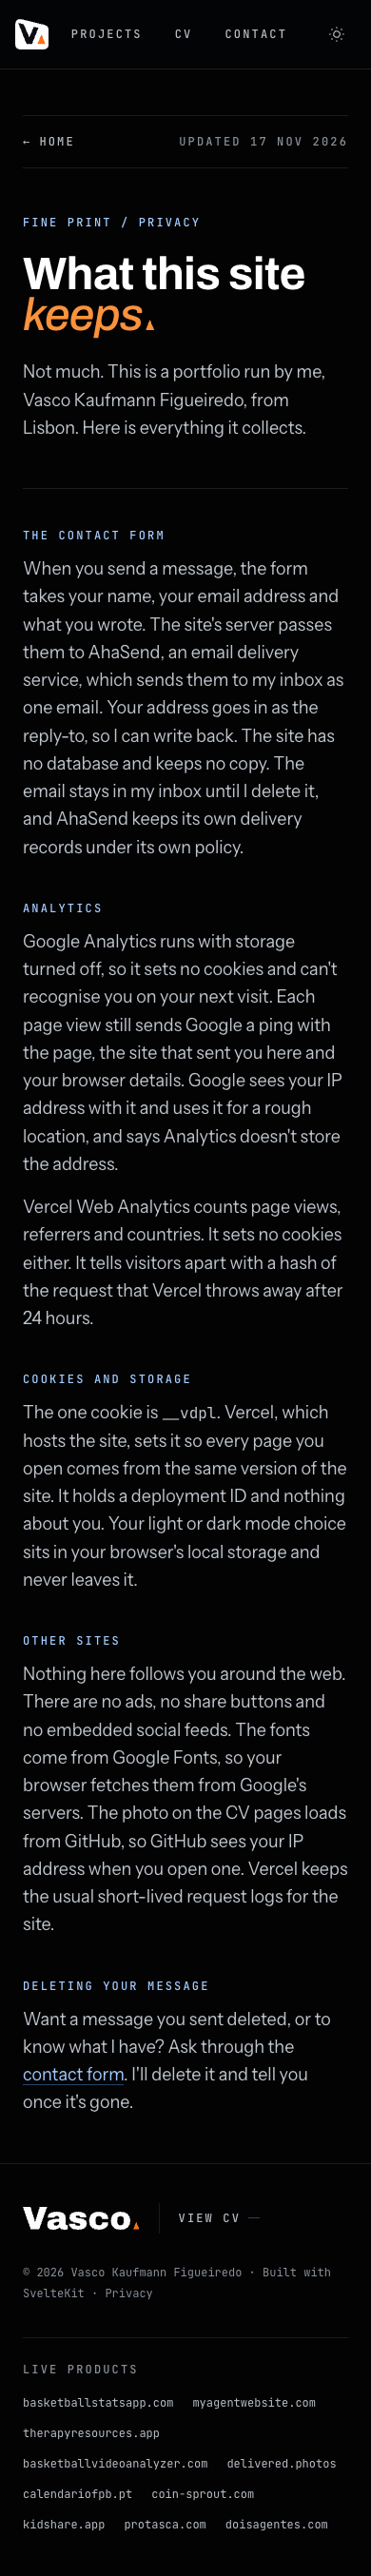 V PROJECTS CV CONTACT
← HOME UPDATED 17 NOV 2026
FINE PRINT / PRIVACY
What this site
keeps.
Not much. This is a portfolio run by me,
Vasco Kaufmann Figueiredo, from
Lisbon. Here is everything it collects.
THE CONTACT FORM
When you send a message, the form
takes your name, your email address and
what you wrote. The site's server passes
them to AhaSend, an email delivery
service, which sends them to my inbox as
one email. Your address goes in as the
reply-to, so I can write back. The site has
no database and keeps no copy. The
email stays in my inbox until I delete it,
and AhaSend keeps its own delivery
records under its own policy.
ANALYTICS
Google Analytics runs with storage
turned off, so it sets no cookies and can't
recognise you on your next visit. Each
page view still sends Google a ping with
the page, the site that sent you here and
your browser details. Google sees your IP
address with it and uses it for a rough
location, and says Analytics doesn't store
the address.
Vercel Web Analytics counts page views,
referrers and countries. It sets no cookies
either. It tells visitors apart with a hash of
the request that Vercel throws away after
24 hours.
COOKIES AND STORAGE
The one cookie is __vdpl. Vercel, which
hosts the site, sets it so every page you
open comes from the same version of the
site. It holds a deployment ID and nothing
about you. Your light or dark mode choice
sits in your browser's local storage and
never leaves it.
OTHER SITES
Nothing here follows you around the web.
There are no ads, no share buttons and
no embedded social feeds. The fonts
come from Google Fonts, so your
browser fetches them from Google's
servers. The photo on the CV pages loads
from GitHub, so GitHub sees your IP
address when you open one. Vercel keeps
the usual short-lived request logs for the
site.
DELETING YOUR MESSAGE
Want a message you sent deleted, or to
know what I have? Ask through the
contact form. I'll delete it and tell you
once it's gone.
Vasco VIEW CV —
© 2026 Vasco Kaufmann Figueiredo · Built with
SvelteKit · Privacy
LIVE PRODUCTS
basketballstatsapp.com myagentwebsite.com
therapyresources.app
basketballvideoanalyzer.com delivered.photos
calendariofpb.pt coin-sprout.com
kidshare.app protasca.com doisagentes.com